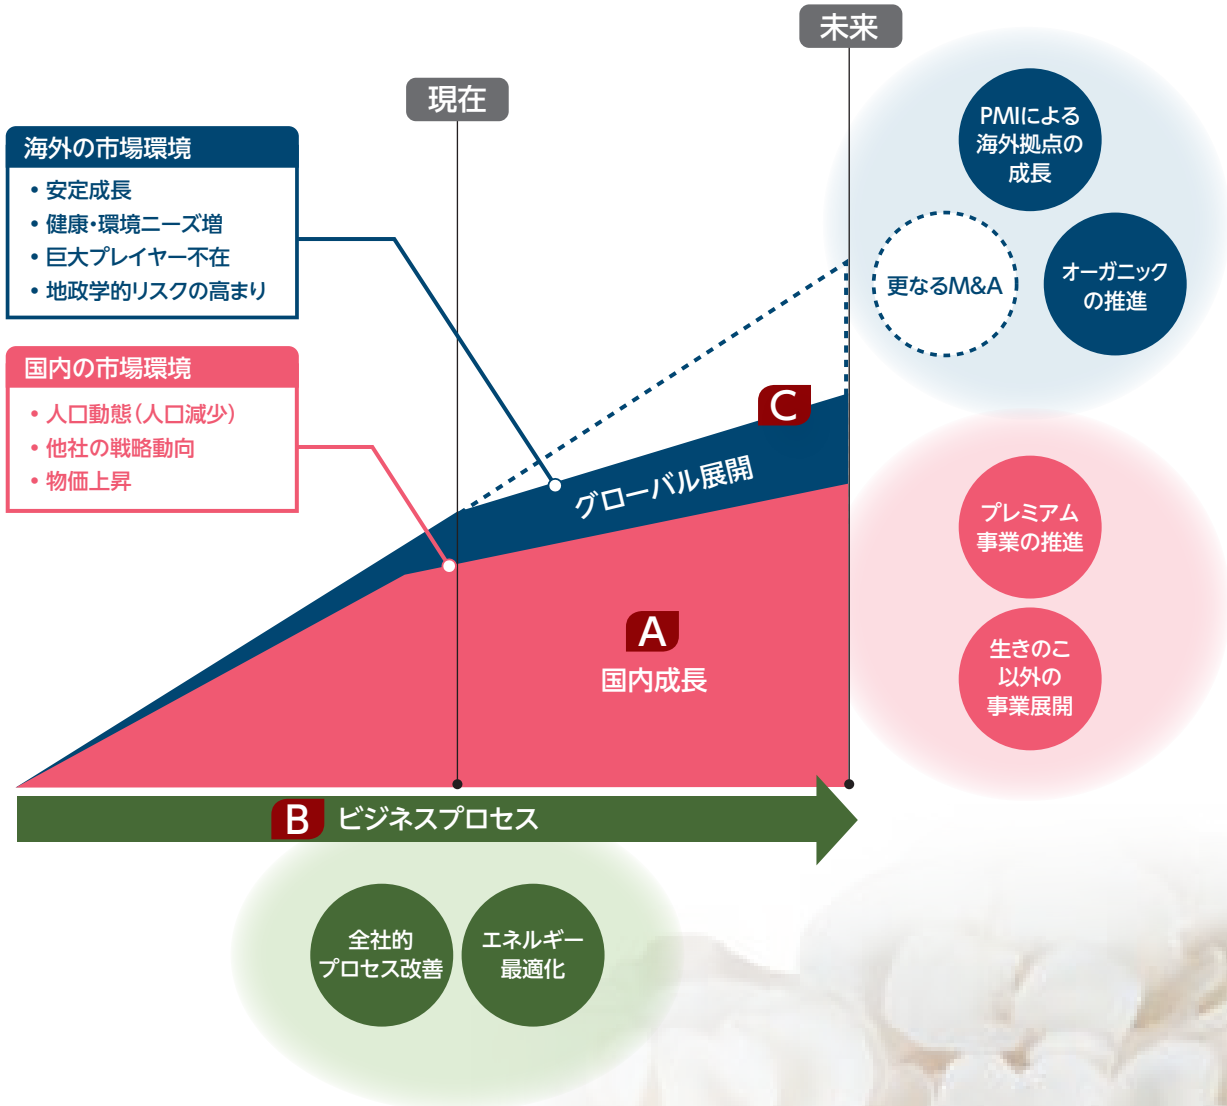 未来
現在
海外の市場環境
・安定成長
・健康・環境ニーズ増
・巨大プレイヤー不在
・地政学的リスクの高まり
国内の市場環境
・人口動態（人口減少）
・他社の戦略動向
・物価上昇
PMIによる
海外拠点の
成長
更なるM&A
オーガニック
の推進
C
グローバル展開
プレミアム
事業の推進
A
国内成長
生きのこ
以外の
事業展開
B ビジネスプロセス
全社的
プロセス改善
エネルギー
最適化